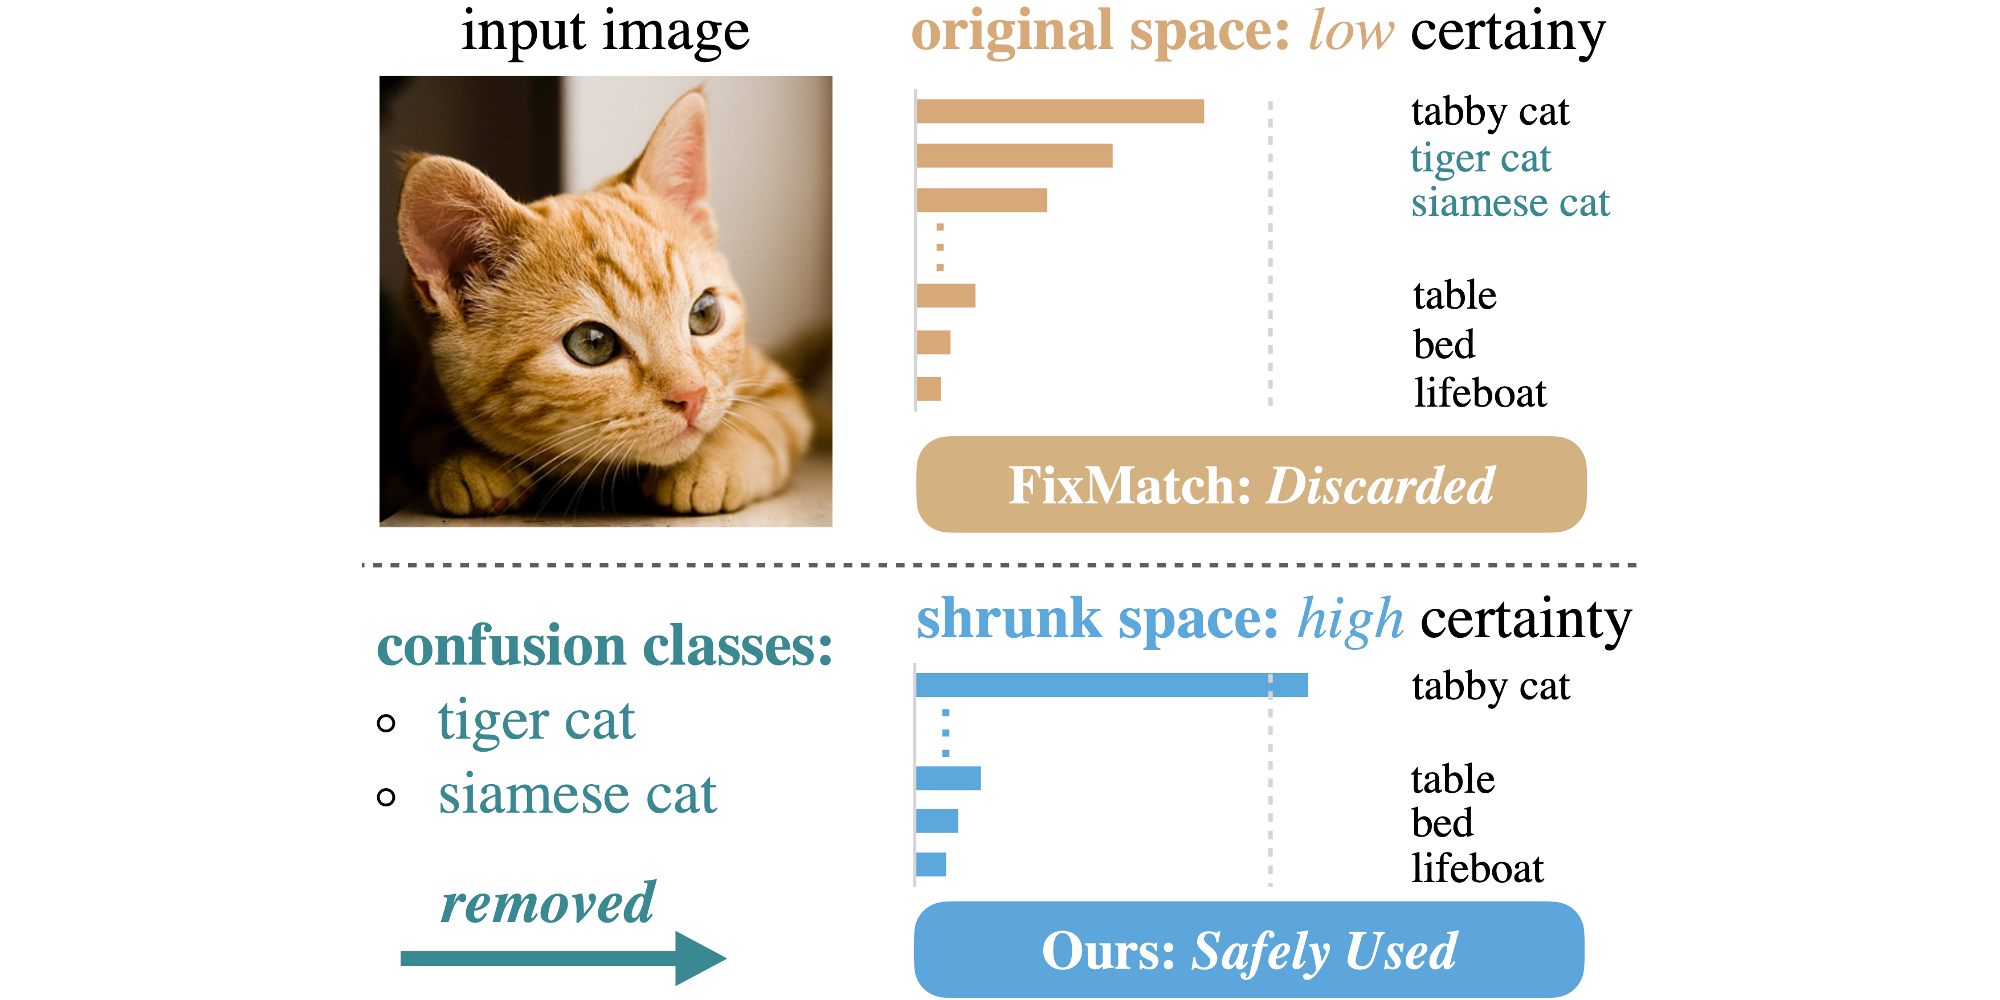 input image
original space: low certainy
tabby cat
tiger cat
siamese cat
table
bed
lifeboat
FixMatch: Discarded
confusion classes:
tiger cat
siamese cat
removed
shrunk space: high certainty
tabby cat
table
bed
lifeboat
Ours: Safely Used